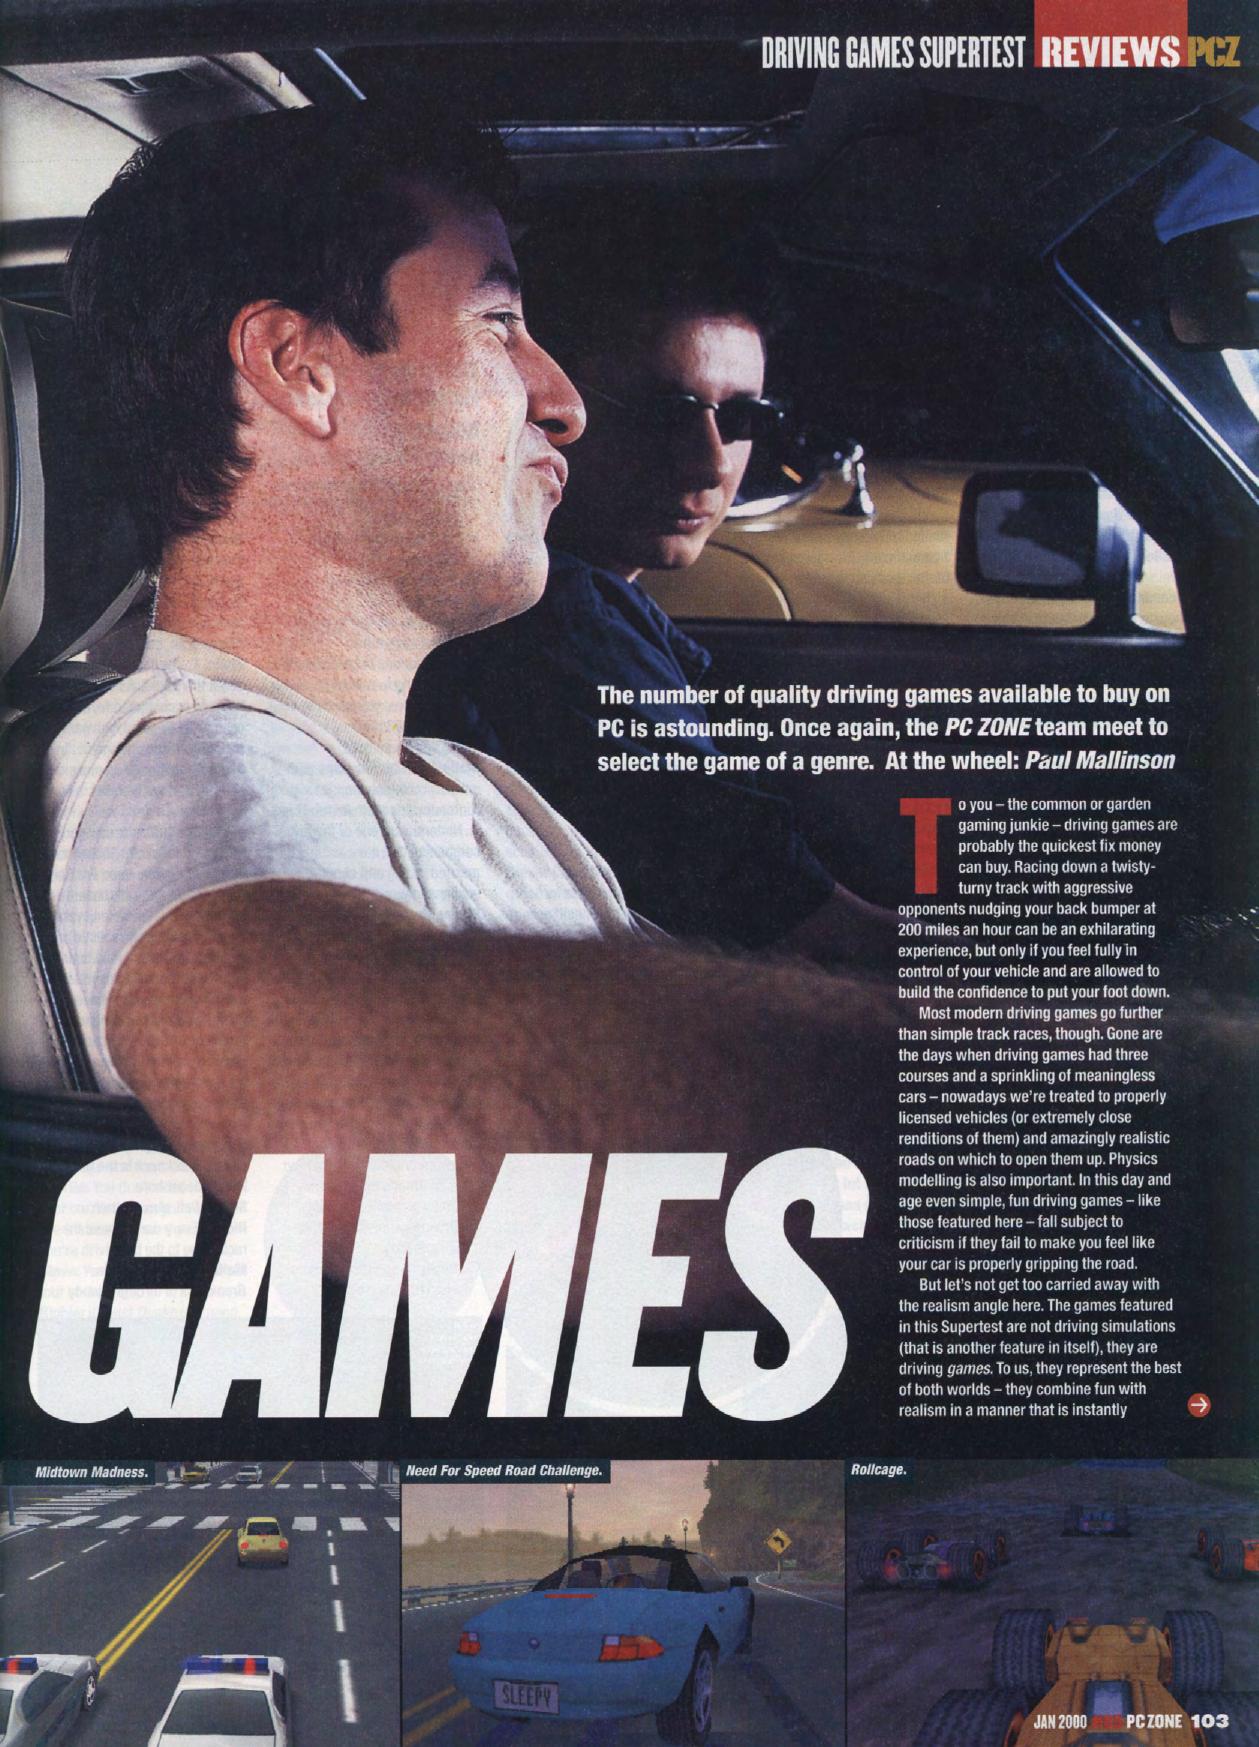 DRIVING GAMES SUPERTEST REVIEWS PCZ
The number of quality driving games available to buy on
PC is astounding. Once again, the PC ZONE team meet to
select the game of a genre. At the wheel: Paul Mallinson
To you – the common or garden
gaming junkie – driving games are
probably the quickest fix money
can buy. Racing down a twisty-
turny track with aggressive
opponents nudging your back bumper at
200 miles an hour can be an exhilarating
experience, but only if you feel fully in
control of your vehicle and are allowed to
build the confidence to put your foot down.
Most modern driving games go further
than simple track races, though. Gone are
the days when driving games had three
courses and a sprinkling of meaningless
cars – nowadays we're treated to properly
licensed vehicles (or extremely close
renditions of them) and amazingly realistic
roads on which to open them up. Physics
modelling is also important. In this day and
age even simple, fun driving games – like
those featured here – fall subject to
criticism if they fail to make you feel like
your car is properly gripping the road.
But let's not get too carried away with
the realism angle here. The games featured
in this Supertest are not driving simulations
(that is another feature in itself), they are
driving games. To us, they represent the best
of both worlds – they combine fun with
realism in a manner that is instantly
GAMES
Midtown Madness.
Need For Speed Road Challenge.
Rollcage.
SLEEPY
JAN 2000 PC ZONE 103